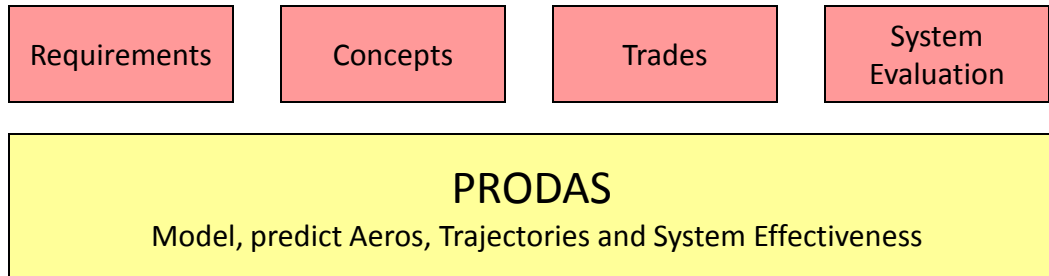 Requirements
Concepts
Trades
System
Evaluation
PRODAS
Model, predict Aeros, Trajectories and System Effectiveness